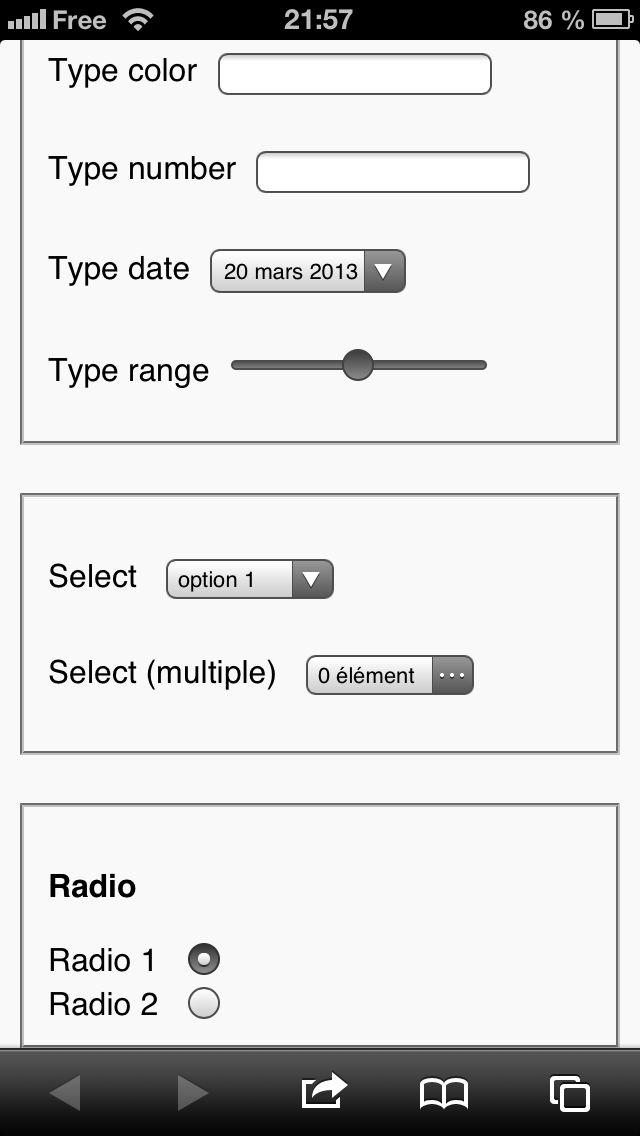 Free 21:57 86 %
Type color
Type number
Type date 20 mars 2013
Type range
Select option 1
Select (multiple) 0 élément
Radio
Radio 1
Radio 2